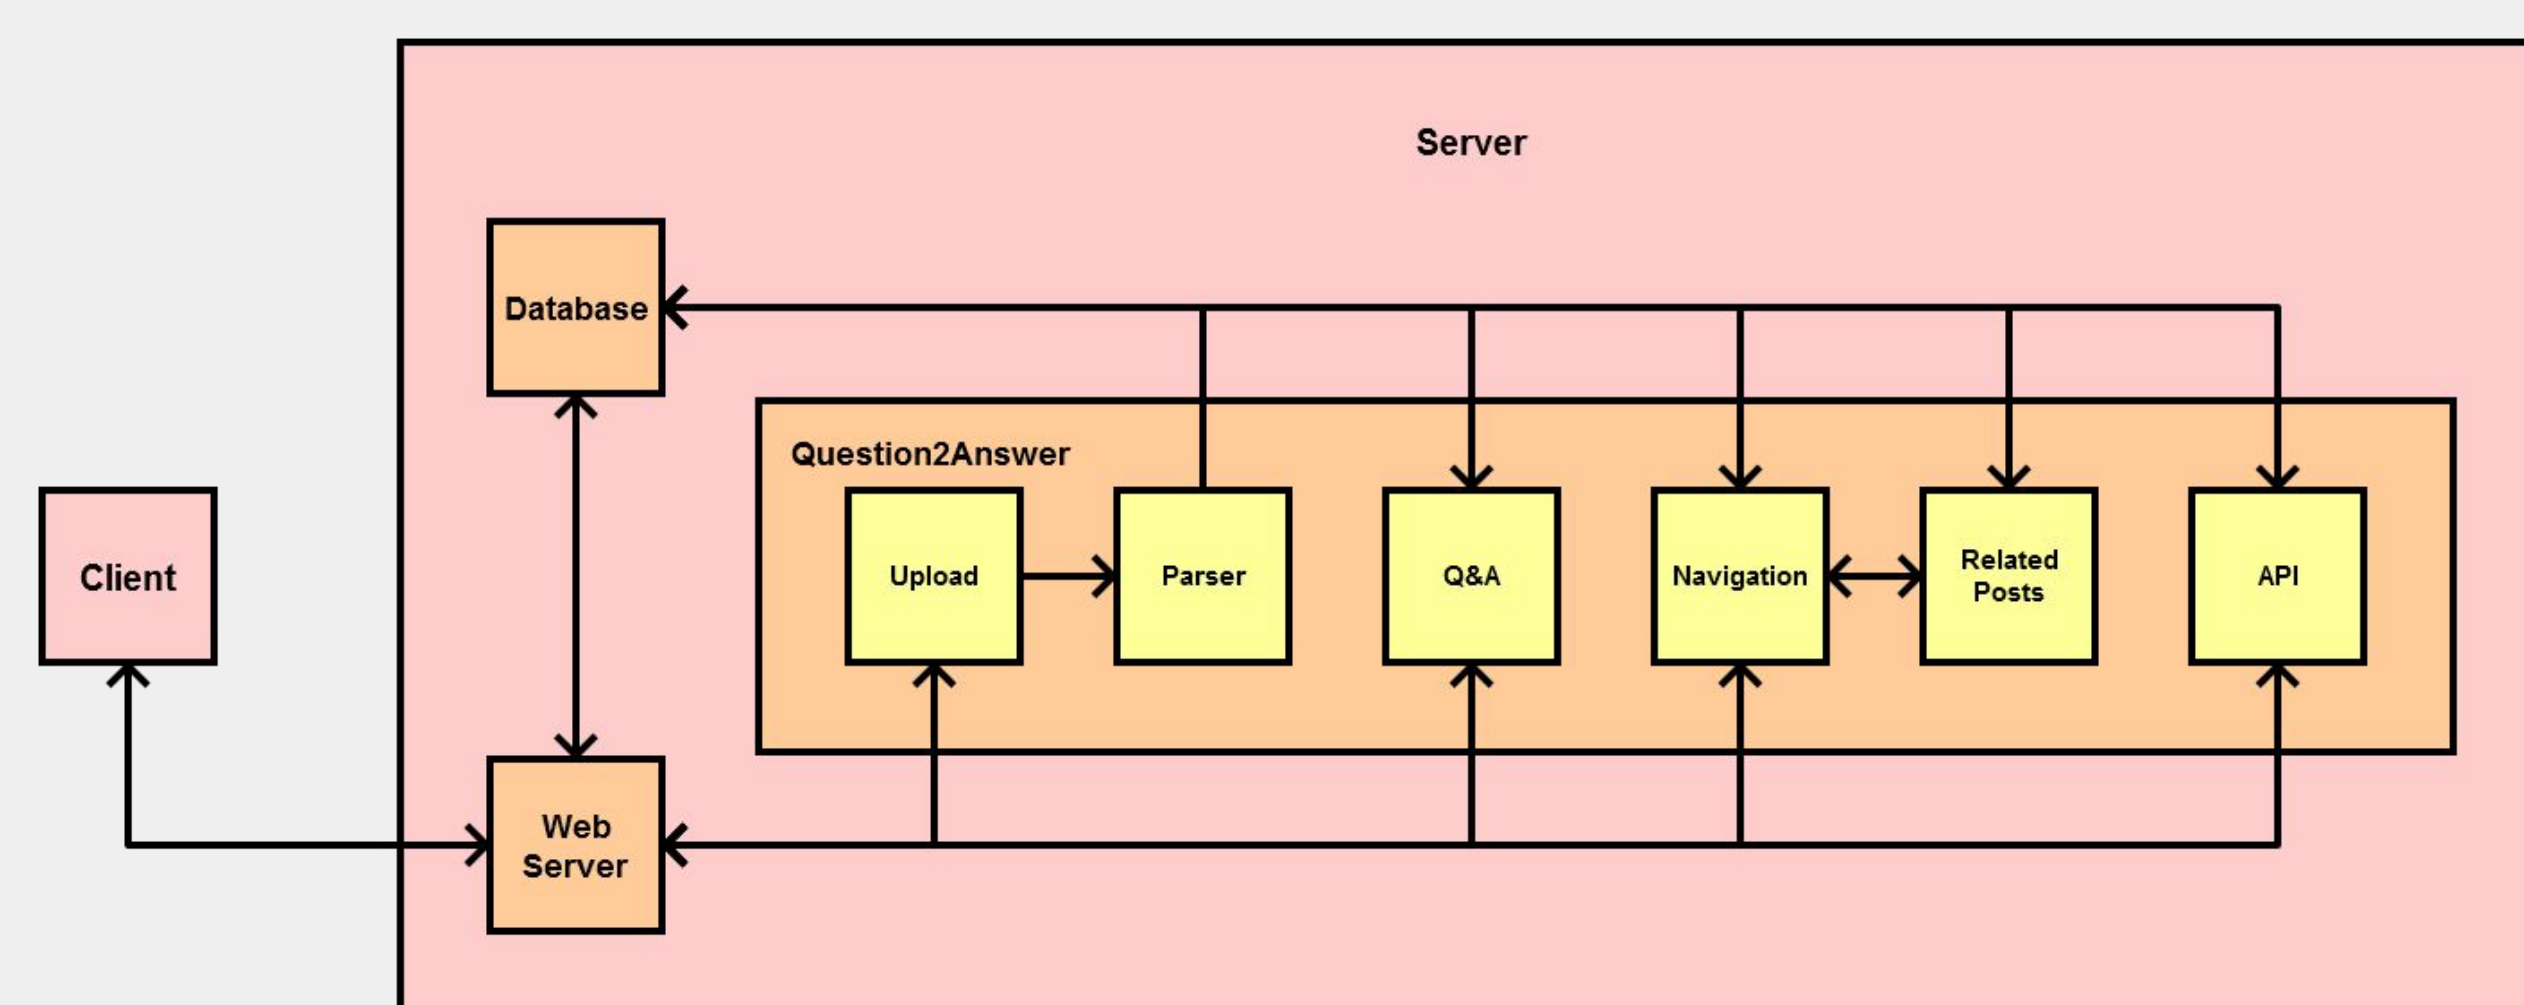 Server
Database
Question2Answer
Client
Upload
Parser
Q&A
Navigation
Related
Posts
API
Web
Server